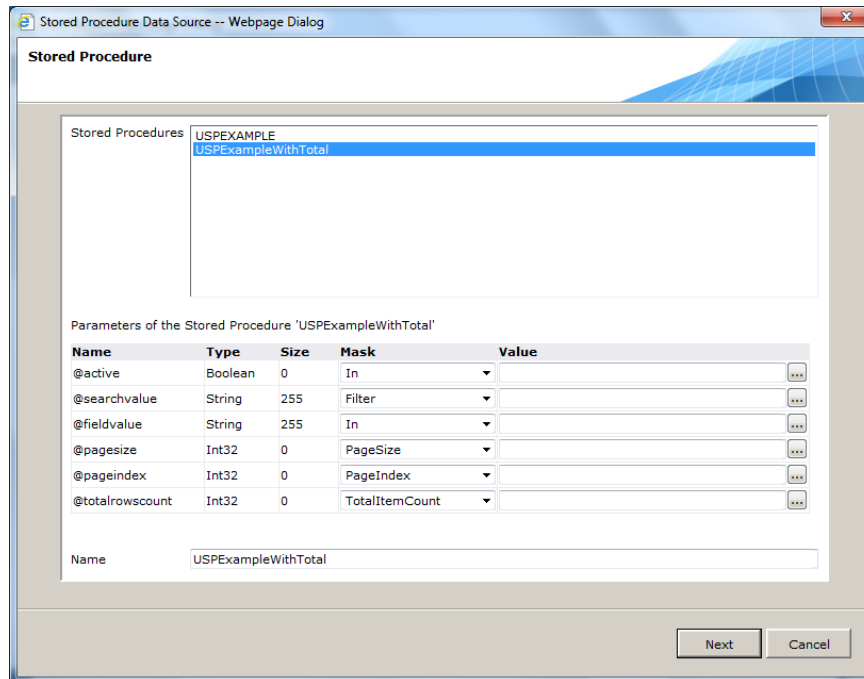 Stored Procedure Data Source -- Webpage Dialog
Stored Procedure
Stored Procedures
USPEXAMPLE
USPExampleWithTotal
Parameters of the Stored Procedure 'USPExampleWithTotal'
Name Type Size Mask Value
@active Boolean 0 In ...
@searchvalue String 255 Filter ...
@fieldvalue String 255 In ...
@pagesize Int32 0 PageSize ...
@pageindex Int32 0 PageIndex ...
@totalrowscount Int32 0 TotalItemCount ...
Name USPExampleWithTotal
Next Cancel